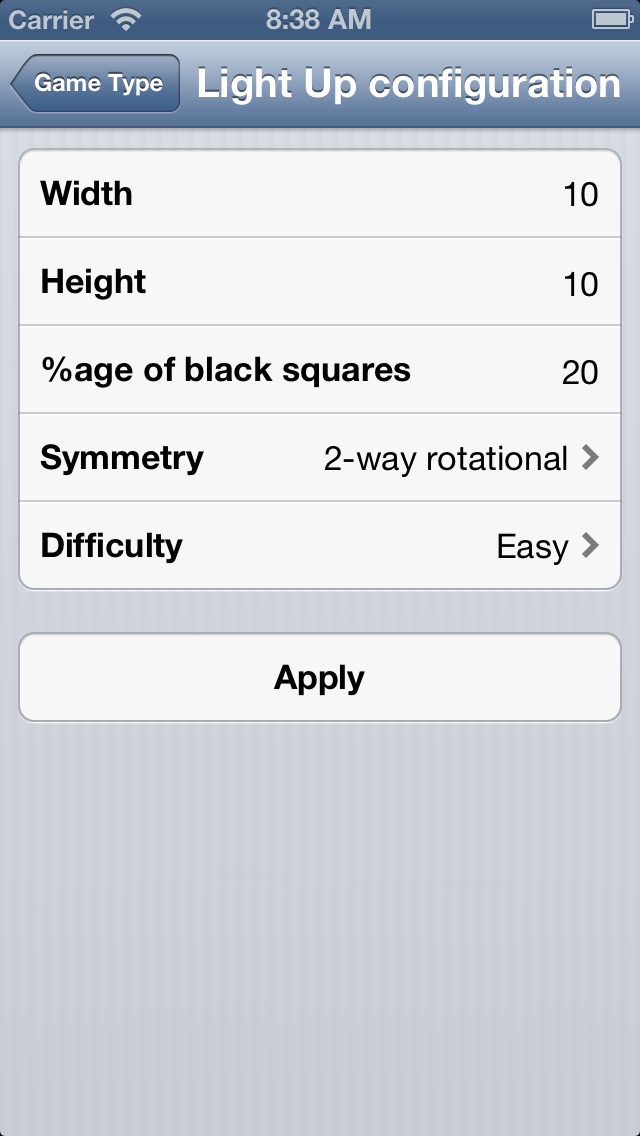 Carrier 8:38 AM
Game Type Light Up configuration
Width 10
Height 10
%age of black squares 20
Symmetry 2-way rotational
Difficulty Easy
Apply